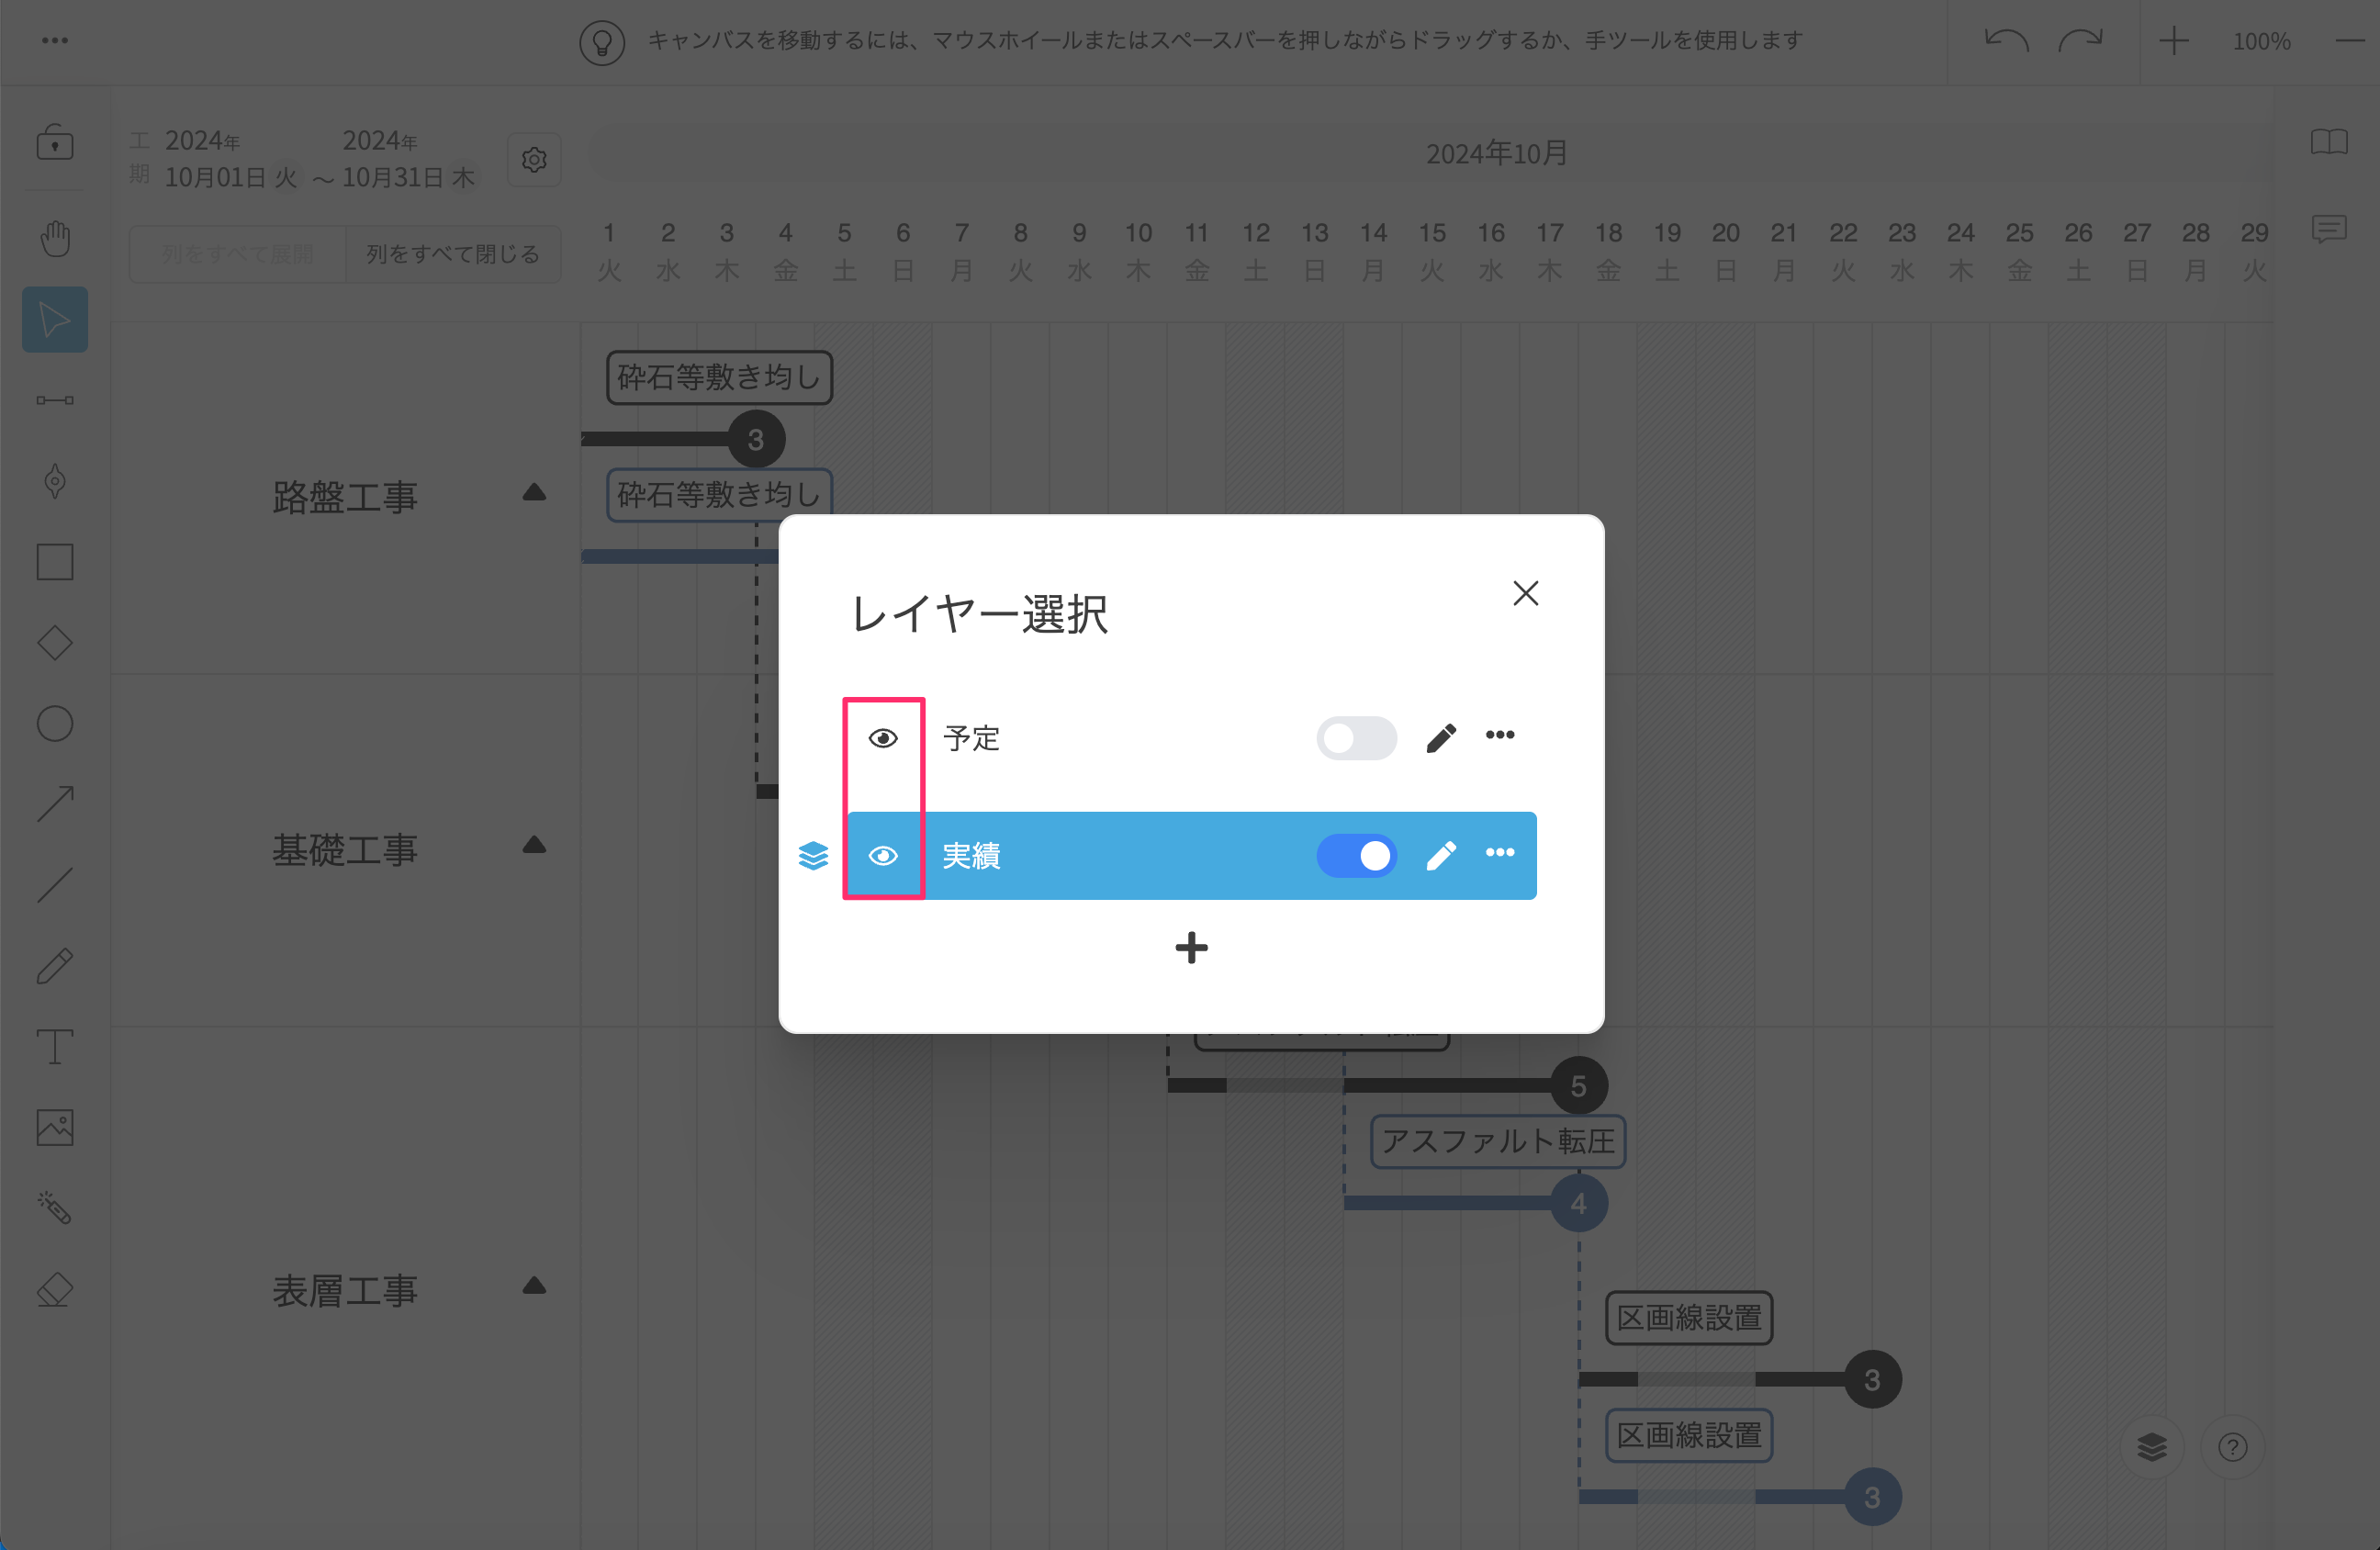 キャンバスを移動するには、マウスホイールまたはスペースバーを押しながらドラッグするか、手ツールを使用します
100%
工期
2024年 2024年
10月01日 火 ～ 10月31日 木
列をすべて展開 列をすべて閉じる
2024年10月
1 2 3 4 5 6 7 8 9 10 11 12 13 14 15 16 17 18 19 20 21 22 23 24 25 26 27 28 29
火 水 木 金 土 日 月 火 水 木 金 土 日 月 火 水 木 金 土 日 月 火 水 木 金 土 日 月 火
砕石等敷き均し
3
路盤工事
砕石等敷き均し
レイヤー選択
予定
実績
基礎工事
5
アスファルト転圧
4
表層工事
区画線設置
3
区画線設置
3
?